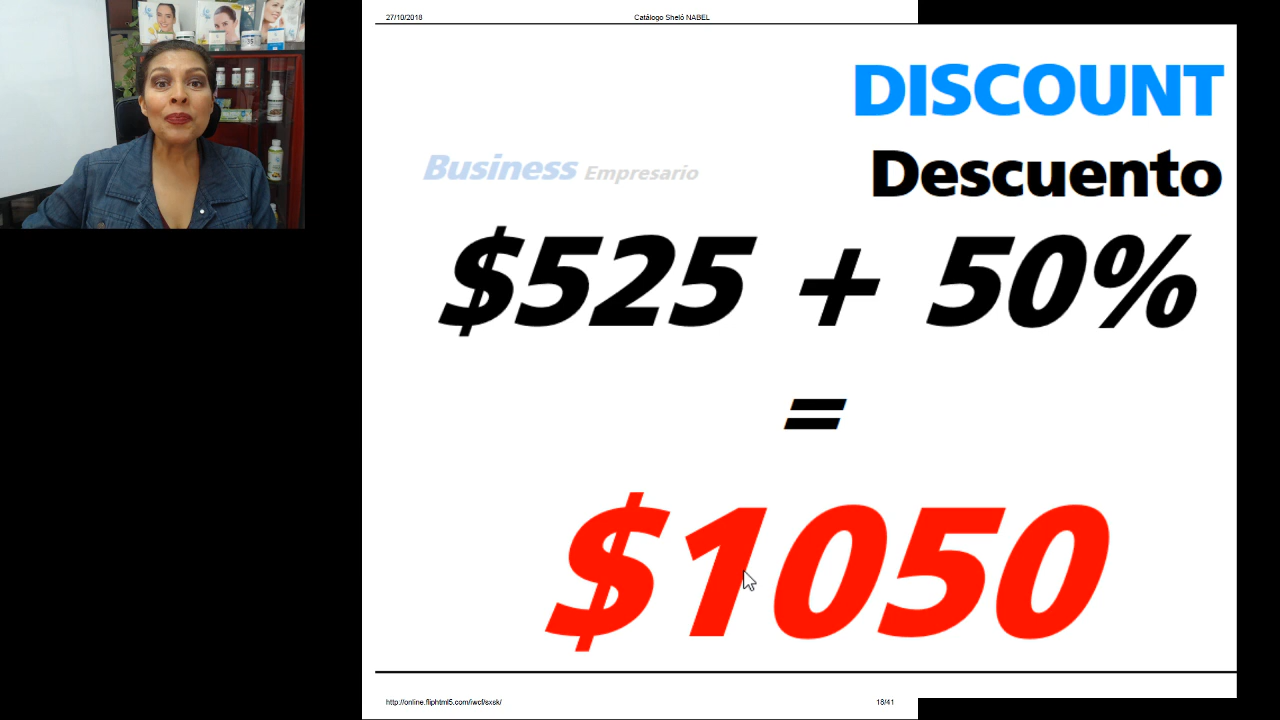 27/10/2018 Catálogo Sheló NABEL
DISCOUNT
Descuento
Business Empresario
$525 + 50%
=
$1050
http://online.fliphtml5.com/iwcf/sxsk/ 18/41